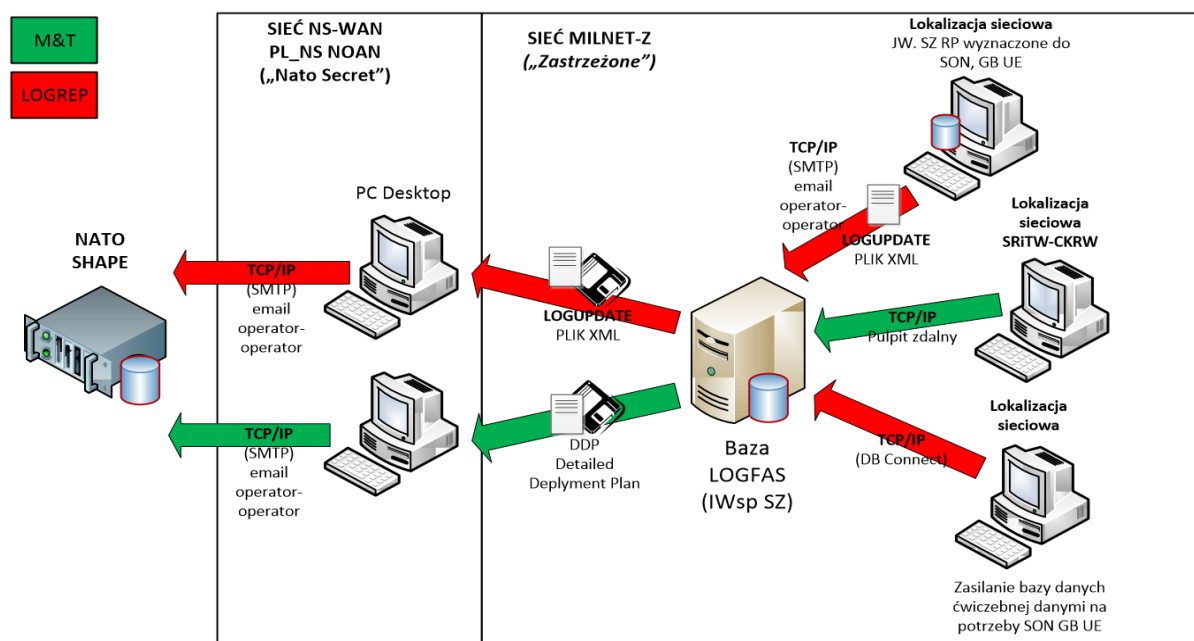 M&T
LOGREP
SIEĆ NS-WAN
PL_NS NOAN
(„Nato Secret”)
SIEĆ MILNET-Z
(„Zastrzeżone”)
Lokalizacja sieciowa
JW. SZ RP wyznaczone do
SON, GB UE
TCP/IP
(SMTP)
email
operator-
operator
LOGUPDATE
PLIK XML
Lokalizacja
sieciowa
SRiTW-CKRW
TCP/IP
Pulpit zdalny
Lokalizacja
sieciowa
TCP/IP
(DB Connect)
Zasilanie bazy danych
ćwiczebnej danymi na
potrzeby SON GB UE
Baza
LOGFAS
(IWsp SZ)
LOGUPDATE
PLIK XML
DDP
Detailed
Deplyment Plan
PC Desktop
TCP/IP
(SMTP)
email
operator-
operator
TCP/IP
(SMTP)
email
operator-
operator
NATO
SHAPE